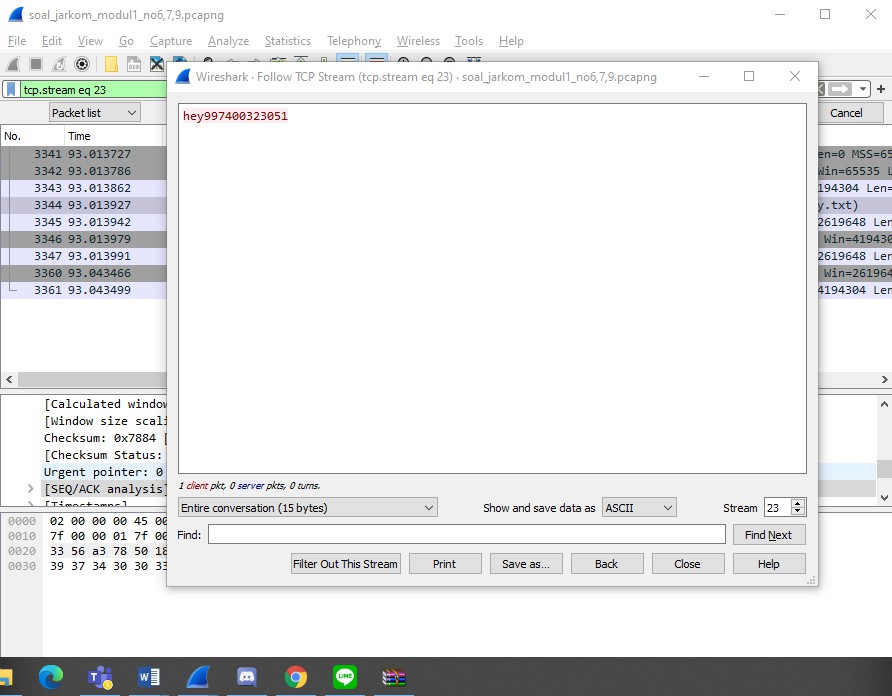 soal_jarkom_modul1_no6,7,9.pcapng
File Edit View Go Capture Analyze Statistics Telephony Wireless Tools Help
Wireshark · Follow TCP Stream (tcp.stream eq 23) · soal_jarkom_modul1_no6,7,9.pcapng
tcp.stream eq 23
Packet list
Cancel
No. Time
hey997400323051
3341 93.013727
3342 93.013786
3343 93.013862
3344 93.013927
3345 93.013942
3346 93.013979
3347 93.013991
3360 93.043466
3361 93.043499
en=0 MSS=65
Win=65535 L
4194304 Len=
y.txt)
2619648 Len
Win=419430
2619648 Len
Win=261964
4194304 Len
[Calculated window
[Window size scali
Checksum: 0x7884 [
[Checksum Status:
Urgent pointer: 0
[SEQ/ACK analysis]
[Timestamps]
1 client pkt, 0 server pkts, 0 turns.
Entire conversation (15 bytes)
Show and save data as ASCII
Stream 23
Find:
Find Next
Filter Out This Stream
Print
Save as...
Back
Close
Help
0000 02 00 00 00 45 00
0010 7f 00 00 01 7f 00
0020 33 56 a3 78 50 18
0030 39 37 34 30 30 33
LINE